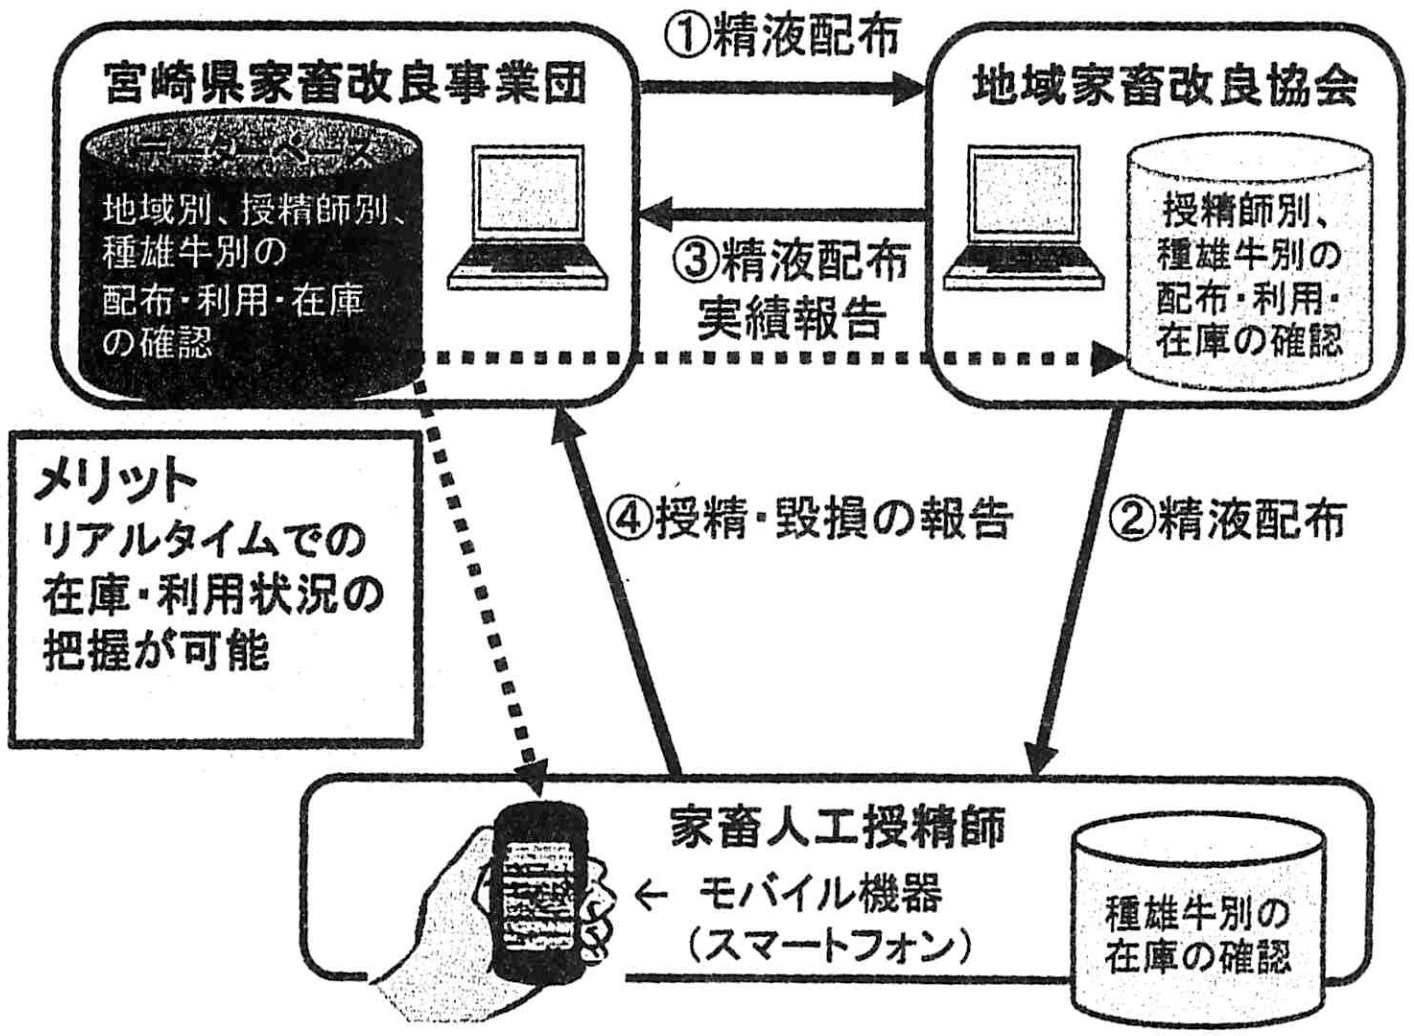 ①精液配布
宮崎県家畜改良事業団
地域家畜改良協会
データベース
地域別、授精師別、
種雄牛別の
配布・利用・在庫
の確認
授精師別、
種雄牛別の
配布・利用・
在庫の確認
③精液配布
実績報告
メリット
リアルタイムでの
在庫・利用状況の
把握が可能
④授精・毀損の報告
②精液配布
家畜人工授精師
← モバイル機器
(スマートフォン)
種雄牛別の
在庫の確認